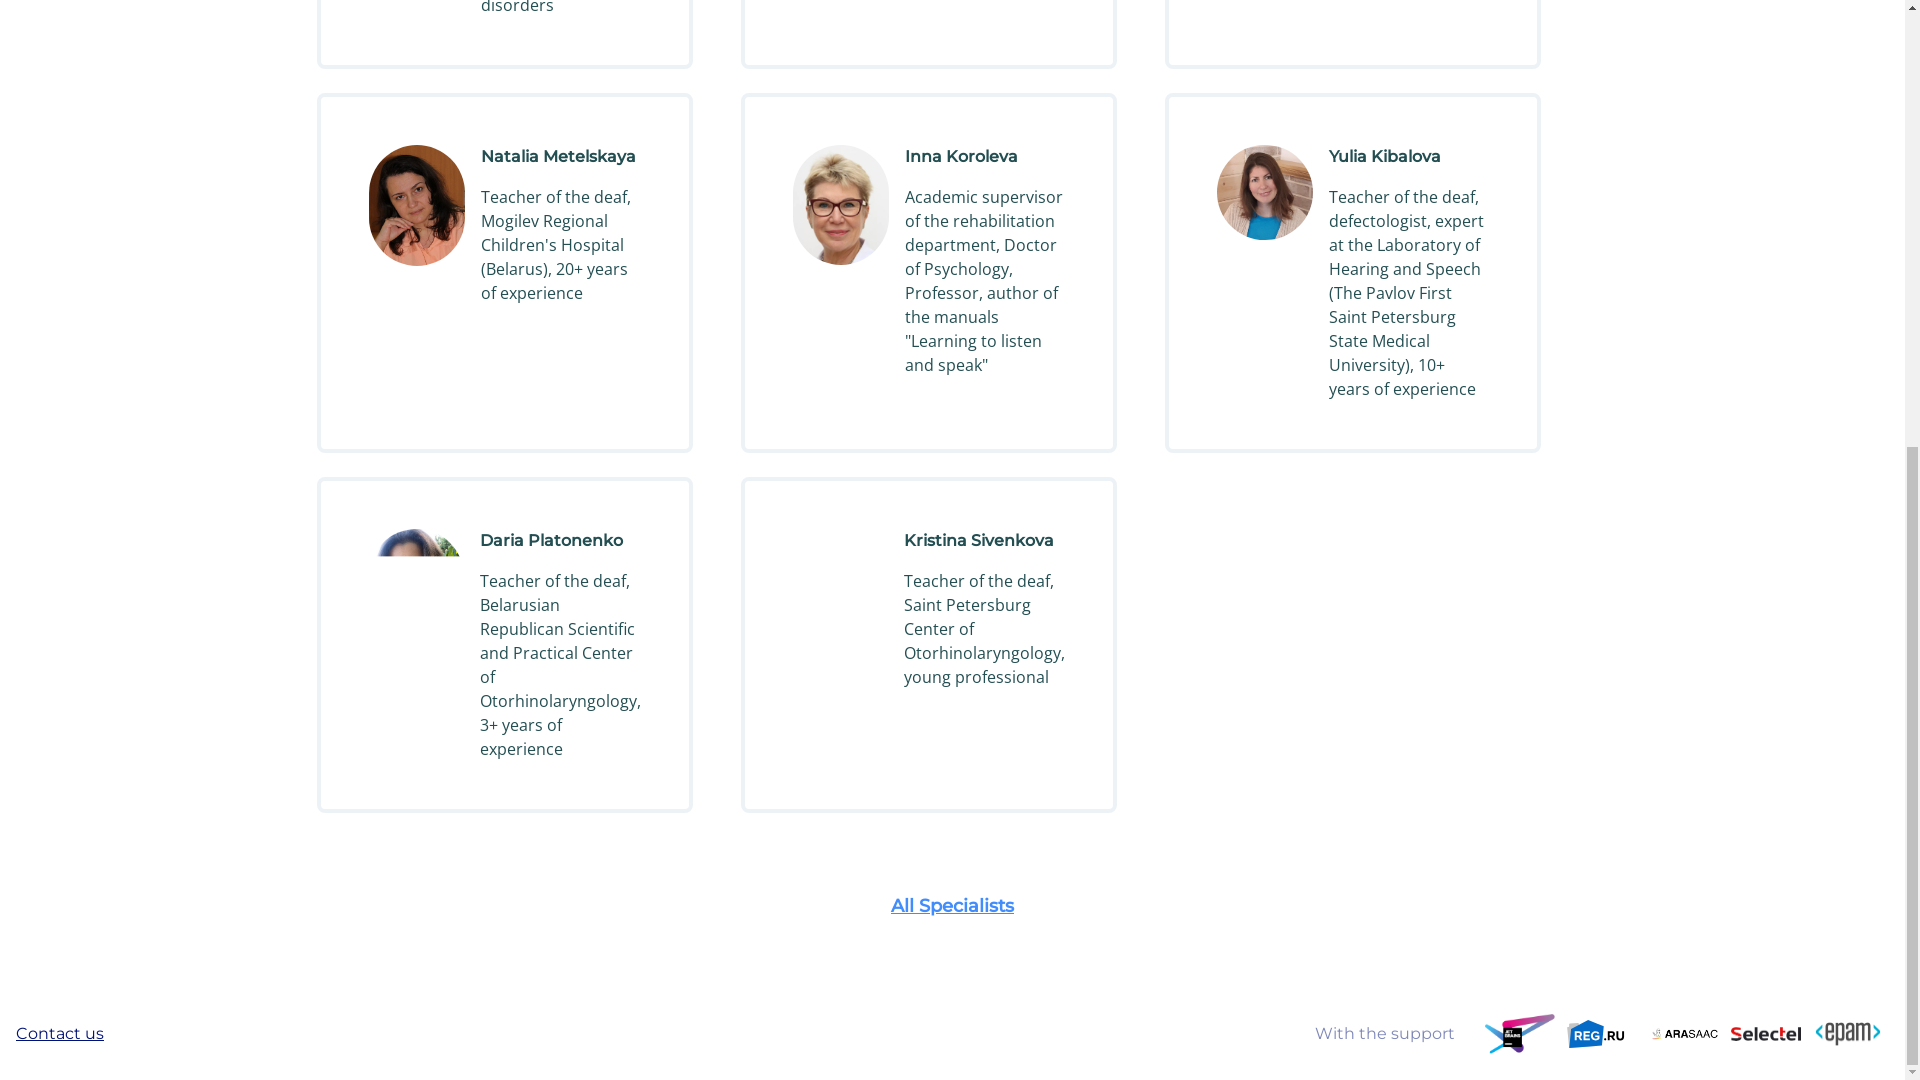 disorders
Natalia Metelskaya
Teacher of the deaf,
Mogilev Regional
Children's Hospital
(Belarus), 20+ years
of experience
Inna Koroleva
Academic supervisor
of the rehabilitation
department, Doctor
of Psychology,
Professor, author of
the manuals
"Learning to listen
and speak"
Yulia Kibalova
Teacher of the deaf,
defectologist, expert
at the Laboratory of
Hearing and Speech
(The Pavlov First
Saint Petersburg
State Medical
University), 10+
years of experience
Daria Platonenko
Teacher of the deaf,
Belarusian
Republican Scientific
and Practical Center
of
Otorhinolaryngology,
3+ years of
experience
Kristina Sivenkova
Teacher of the deaf,
Saint Petersburg
Center of
Otorhinolaryngology,
young professional
All Specialists
Contact us
With the support
JET
BRAINS
REG.RU
ARASAAC
Selectel
<epam>